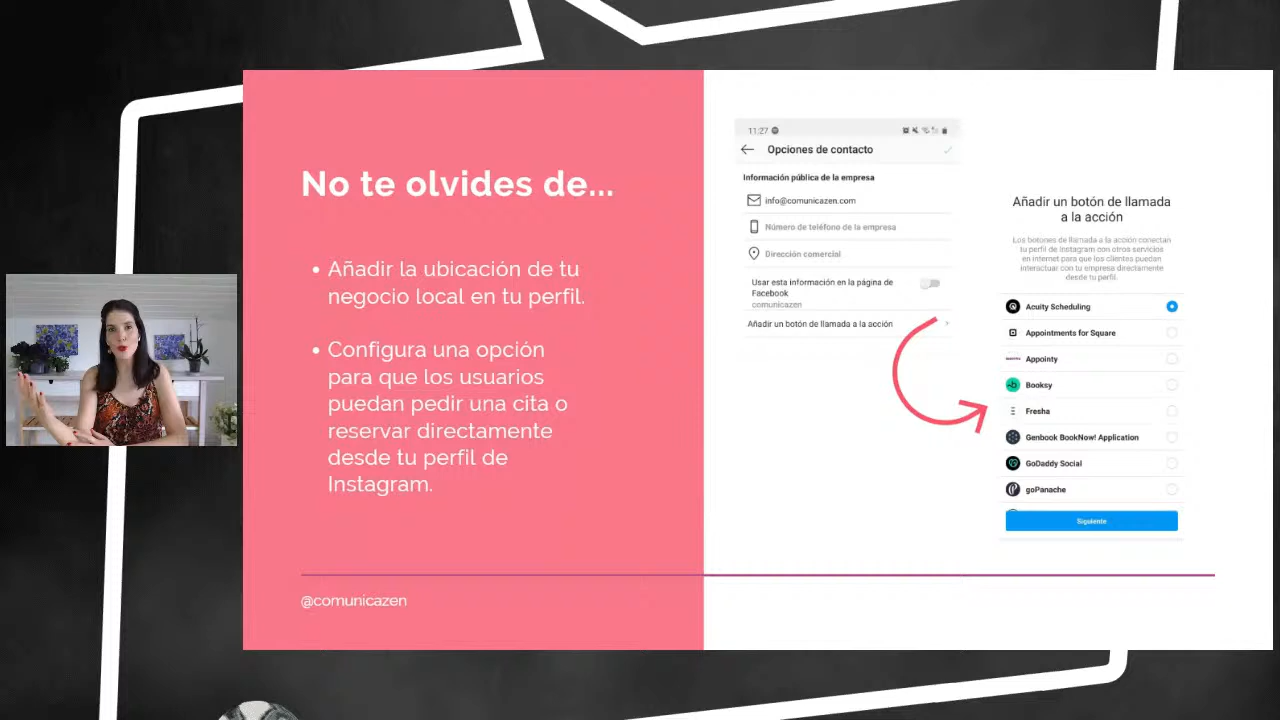 No te olvides de...
Añadir la ubicación de tu
negocio local en tu perfil.
Configura una opción
para que los usuarios
puedan pedir una cita o
reservar directamente
desde tu perfil de
Instagram.
@comunicazen
11:27
Opciones de contacto
Información pública de la empresa
info@comunicazen.com
Número de teléfono de la empresa
Dirección comercial
Usar esta información en la página de
Facebook
comunicazen
Añadir un botón de llamada a la acción
Añadir un botón de llamada
a la acción
Los botones de llamada a la acción conectan
tu perfil de Instagram con otros servicios
en internet para que los clientes puedan
interactuar con tu empresa directamente
desde tu perfil.
Acuity Scheduling
Appointments for Square
Appointy
Booksy
Fresha
Genbook BookNow! Application
GoDaddy Social
goPanache
Siguiente